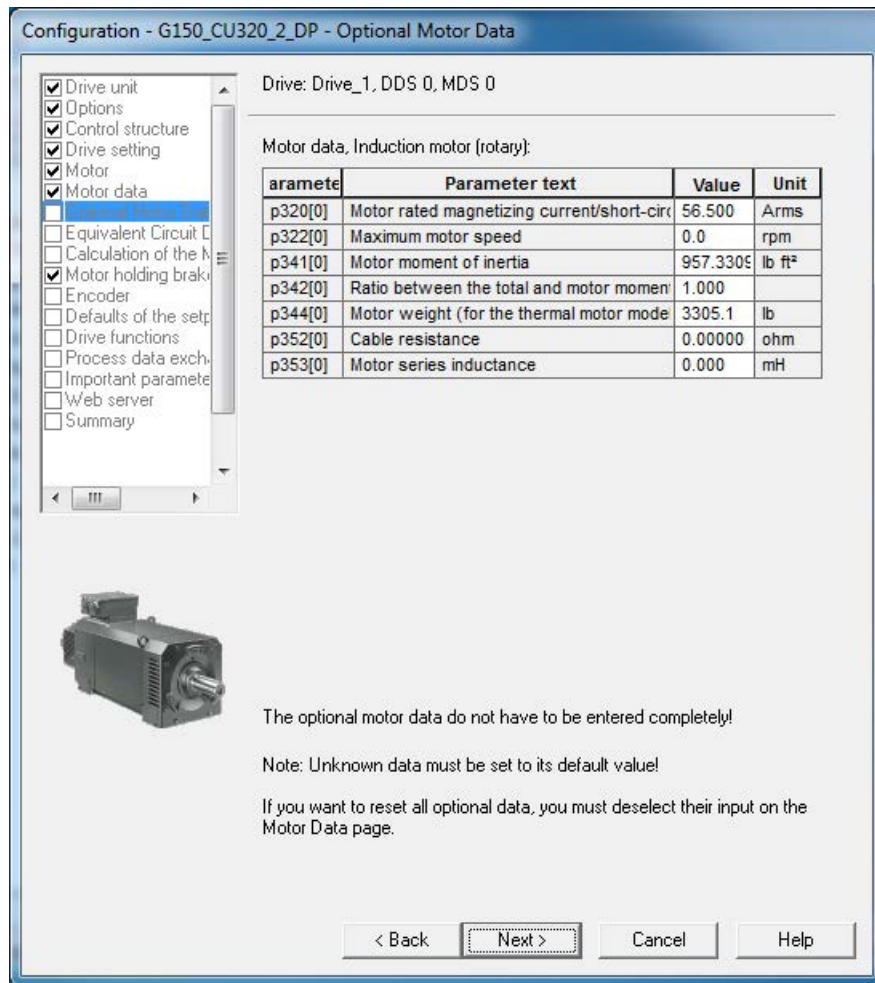 Configuration - G150_CU320_2_DP - Optional Motor Data
Drive unit
Options
Control structure
Drive setting
Motor
Motor data
Equivalent Circuit D
Calculation of the M
Motor holding brak
Encoder
Defaults of the setp
Drive functions
Process data exch
Important paramete
Web server
Summary
Drive: Drive_1, DDS 0, MDS 0
Motor data, Induction motor (rotary):
aramete Parameter text Value Unit
p320[0] Motor rated magnetizing current/short-circ 56.500 Arms
p322[0] Maximum motor speed 0.0 rpm
p341[0] Motor moment of inertia 957.3309 lb ft²
p342[0] Ratio between the total and motor momen 1.000
p344[0] Motor weight (for the thermal motor mode 3305.1 lb
p352[0] Cable resistance 0.00000 ohm
p353[0] Motor series inductance 0.000 mH
The optional motor data do not have to be entered completely!
Note: Unknown data must be set to its default value!
If you want to reset all optional data, you must deselect their input on the
Motor Data page.
< Back Next > Cancel Help